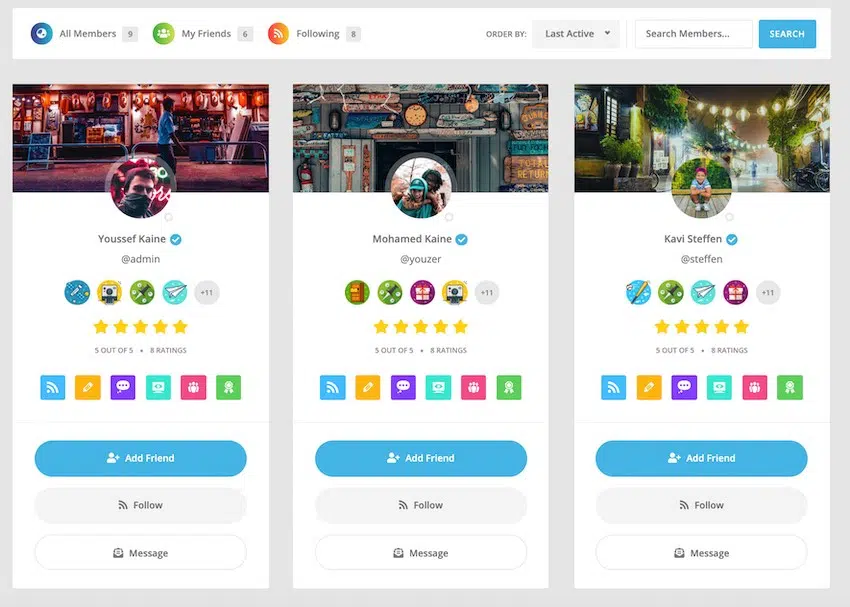 All Members 9 My Friends 6 Following 8 ORDER BY: Last Active Search Members... SEARCH
TOTAL
RETURN
Youssef Kaine Mohamed Kaine Kavi Steffen
@admin @youzer @steffen
+11 +11 +11
5 OUT OF 5 • 8 RATINGS 5 OUT OF 5 • 8 RATINGS 5 OUT OF 5 • 8 RATINGS
Add Friend Add Friend Add Friend
Follow Follow Follow
Message Message Message